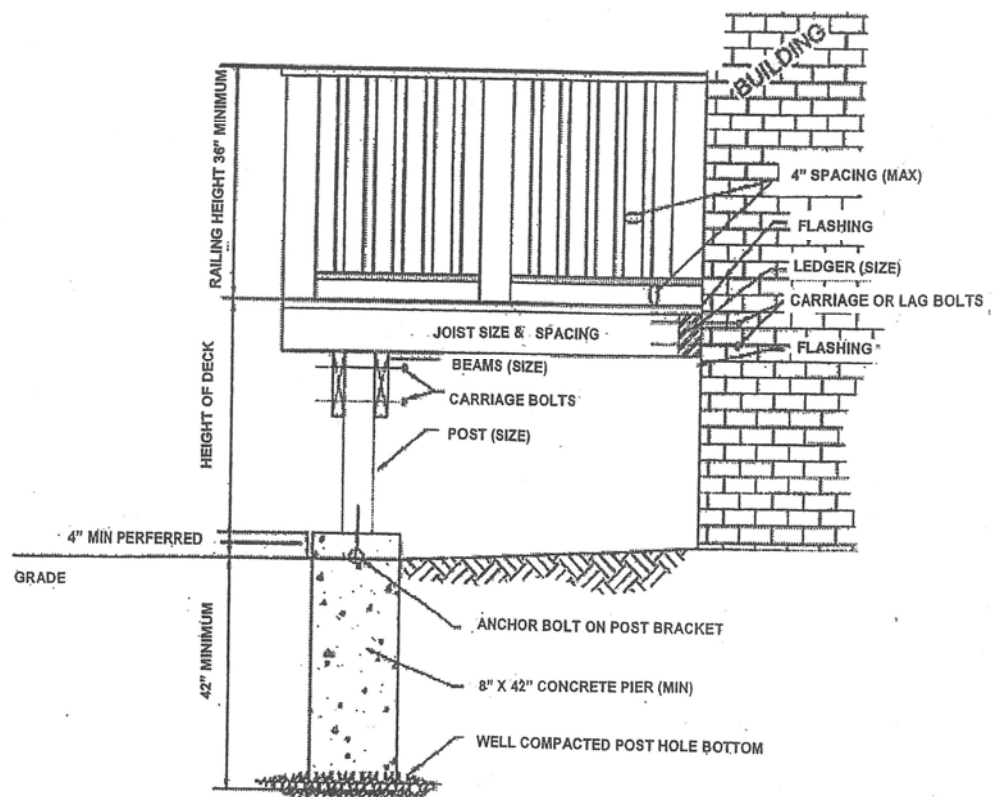 BUILDING
RAILING HEIGHT 36" MINIMUM
4" SPACING (MAX)
FLASHING
LEDGER (SIZE)
CARRIAGE OR LAG BOLTS
JOIST SIZE & SPACING
FLASHING
BEAMS (SIZE)
CARRIAGE BOLTS
HEIGHT OF DECK
POST (SIZE)
4" MIN PERFERRED
GRADE
ANCHOR BOLT ON POST BRACKET
42" MINIMUM
8" X 42" CONCRETE PIER (MIN)
WELL COMPACTED POST HOLE BOTTOM